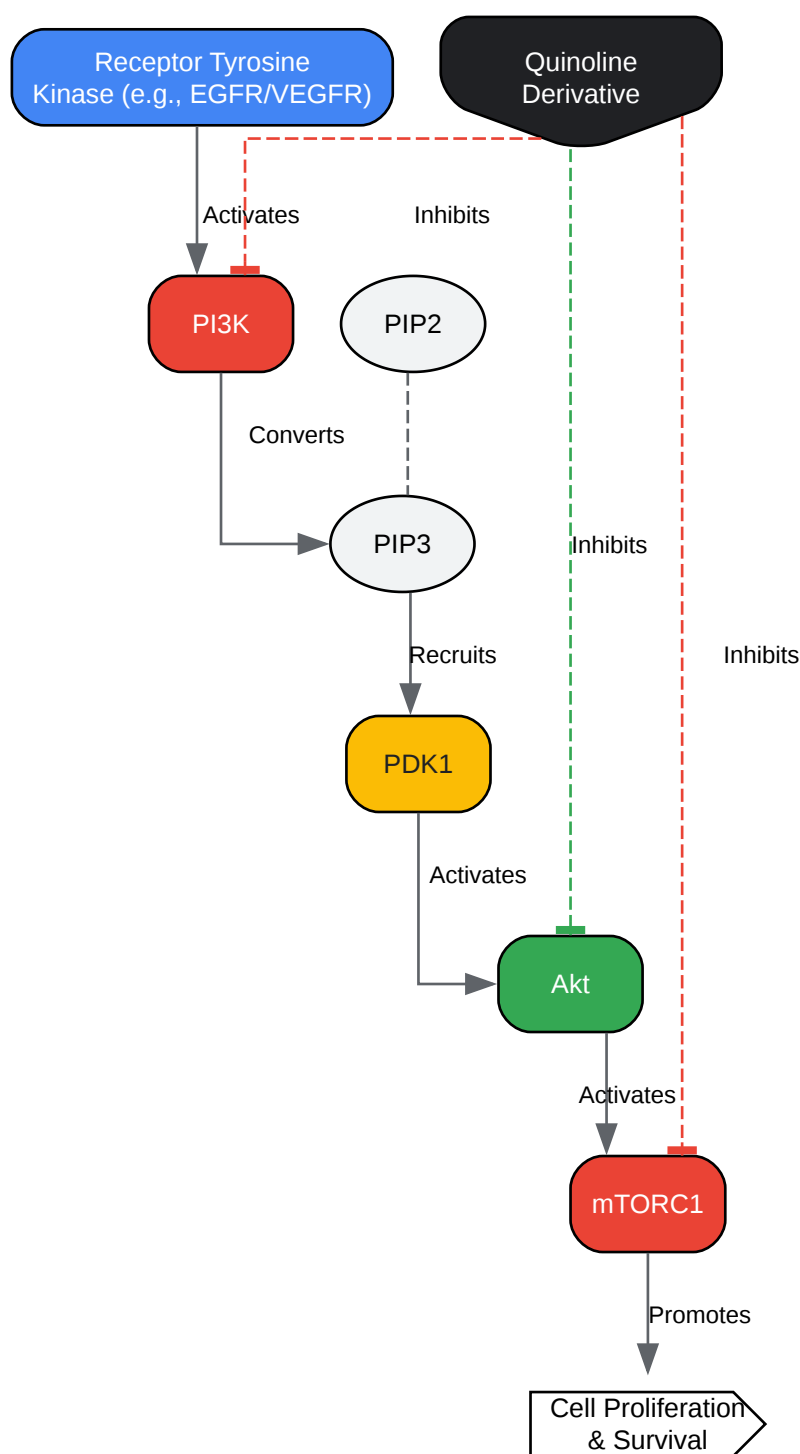 Receptor Tyrosine
Kinase (e.g., EGFR/VEGFR)
Quinoline
Derivative
Activates
Inhibits
PI3K
PIP2
Converts
PIP3
Inhibits
Recruits
Inhibits
PDK1
Activates
Akt
Activates
mTORC1
Promotes
Cell Proliferation
& Survival